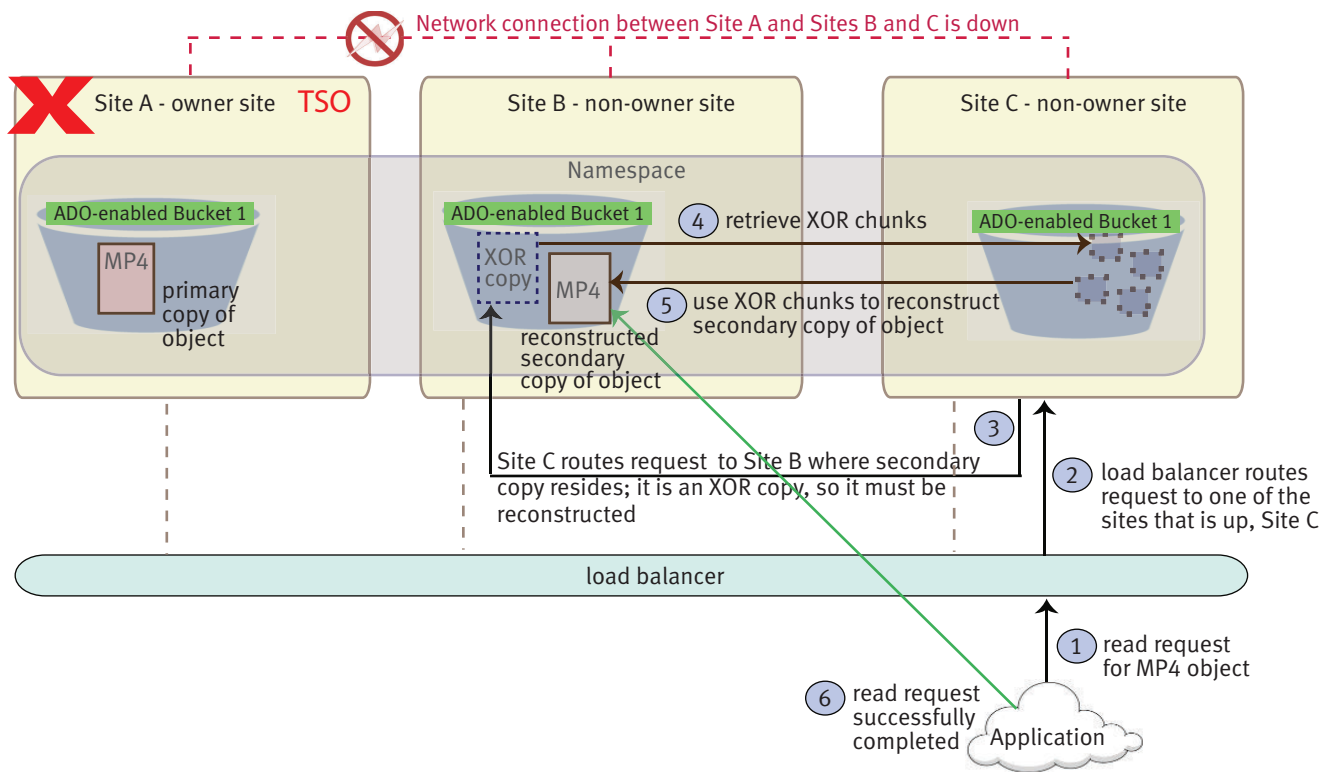 Network connection between Site A and Sites B and C is down
Site A - owner site TSO
Site B - non-owner site
Site C - non-owner site
Namespace
ADO-enabled Bucket 1
MP4
primary
copy of
object
ADO-enabled Bucket 1
XOR
copy
MP4
reconstructed
secondary
copy of object
4 retrieve XOR chunks
5 use XOR chunks to reconstruct
secondary copy of object
ADO-enabled Bucket 1
3
Site C routes request to Site B where secondary
copy resides; it is an XOR copy, so it must be
reconstructed
2 load balancer routes
request to one of the
sites that is up, Site C
load balancer
1 read request
for MP4 object
6 read request
successfully
completed
Application